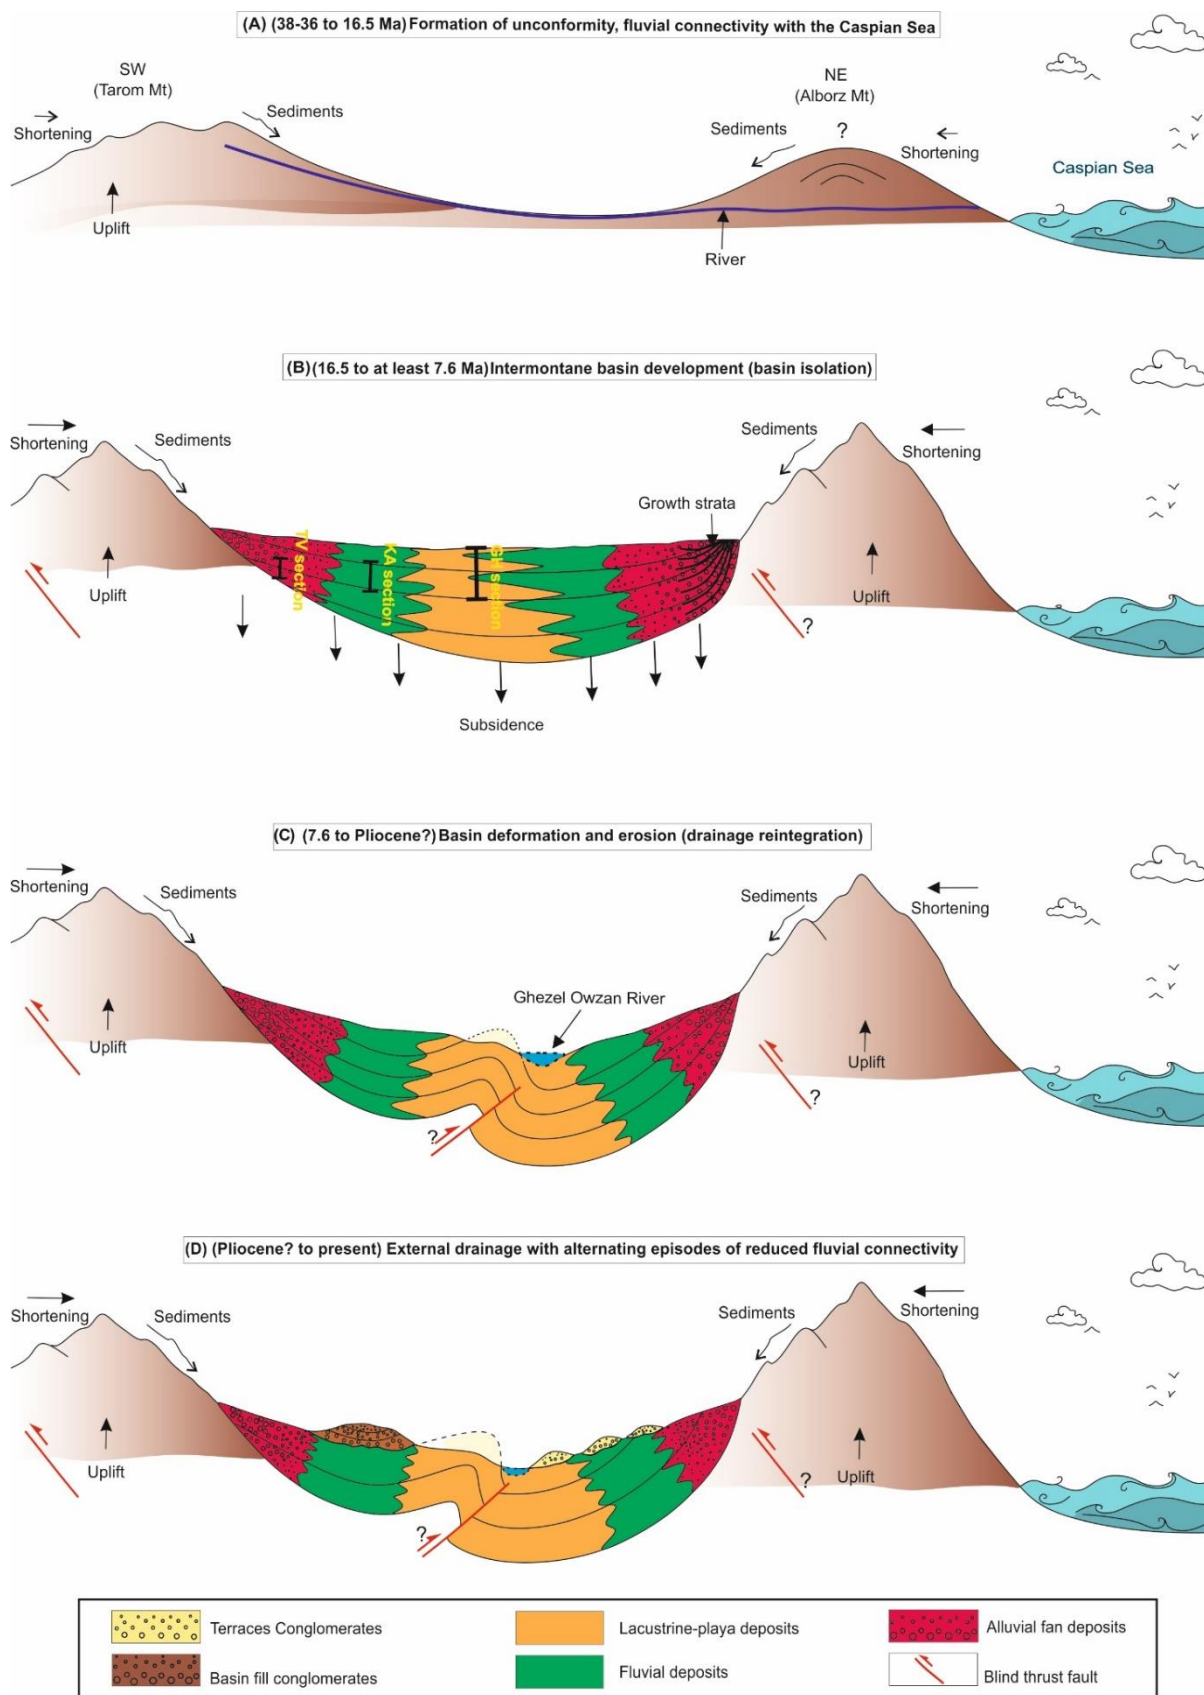 (A) (38-36 to 16.5 Ma) Formation of unconformity, fluvial connectivity with the Caspian Sea
SW
(Tarom Mt)
NE
(Alborz Mt)
Shortening
Sediments
Sediments
?
Shortening
Caspian Sea
Uplift
River
(B) (16.5 to at least 7.6 Ma) Intermontane basin development (basin isolation)
Shortening
Sediments
Sediments
Shortening
Growth strata
TV section
KA section
GH section
Uplift
Uplift
?
Subsidence
(C) (7.6 to Pliocene?) Basin deformation and erosion (drainage reintegration)
Shortening
Sediments
Sediments
Shortening
Ghezel Owzan River
Uplift
Uplift
?
?
(D) (Pliocene? to present) External drainage with alternating episodes of reduced fluvial connectivity
Shortening
Sediments
Sediments
Shortening
Uplift
?
Uplift
?
Terraces Conglomerates
Lacustrine-playa deposits
Alluvial fan deposits
Basin fill conglomerates
Fluvial deposits
Blind thrust fault